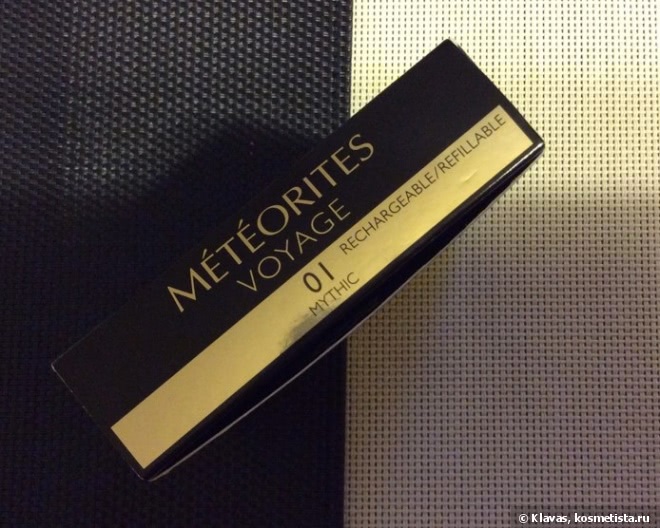 MÉTÉORITES
VOYAGE
01 RECHARGEABLE/REFILLABLE
MYTHIC
© Klavas, kosmetista.ru